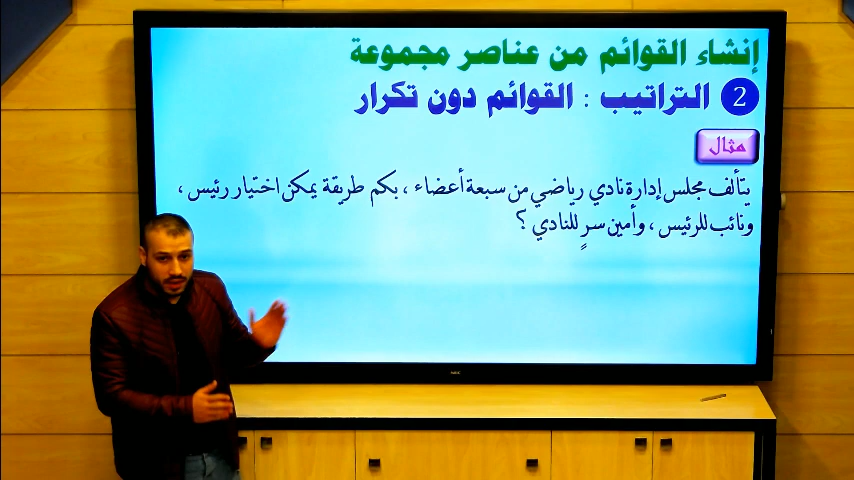 إنشاء القوائم من عناصر مجموعة
2 التراتيب : القوائم دون تكرار
مثال
يتألف مجلس إدارة نادي رياضي من سبعة أعضاء ، بكم طريقة يمكن اختيار رئيس ،
ونائب للرئيس ، وأمين سرٍ للنادي ؟
NEC